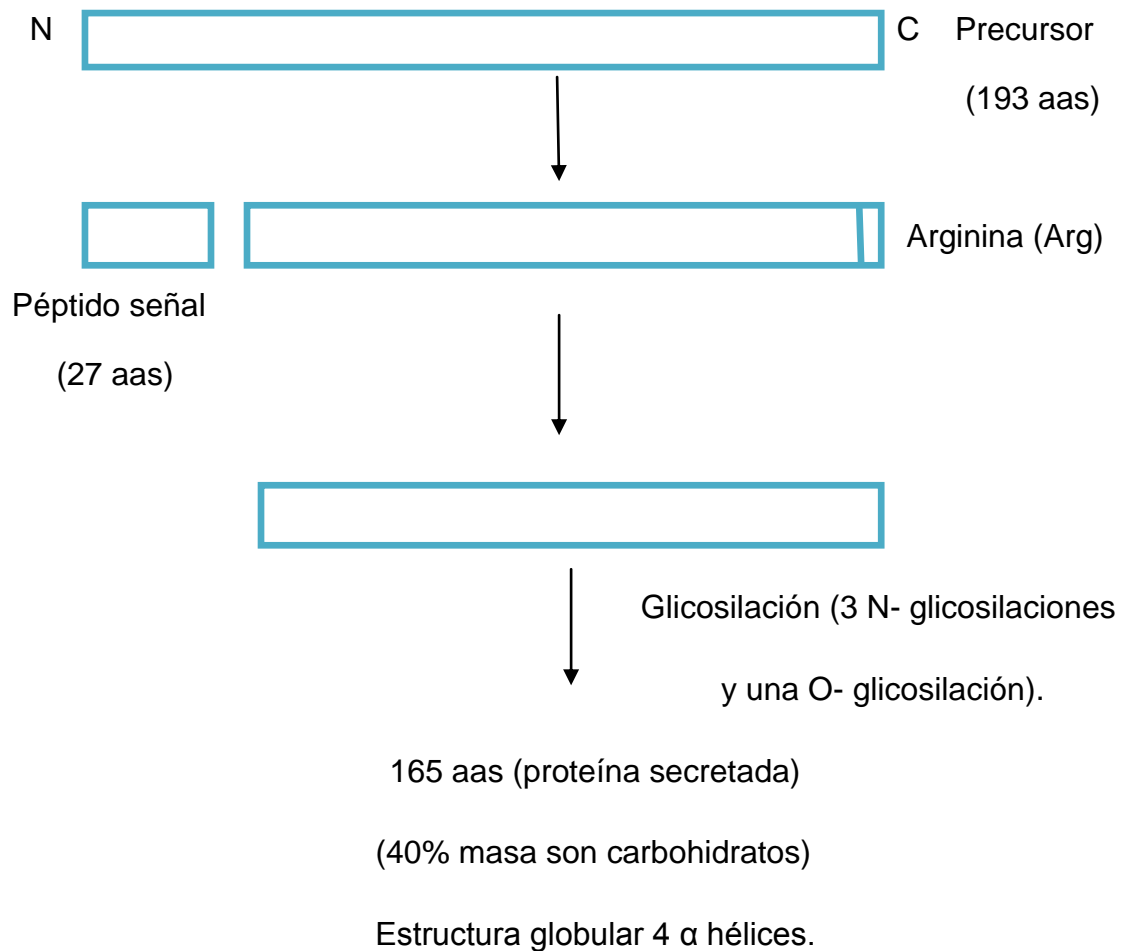 N
C Precursor
(193 aas)
Arginina (Arg)
Péptido señal
(27 aas)
Glicosilación (3 N- glicosilaciones
y una O- glicosilación).
165 aas (proteína secretada)
(40% masa son carbohidratos)
Estructura globular 4 α hélices.